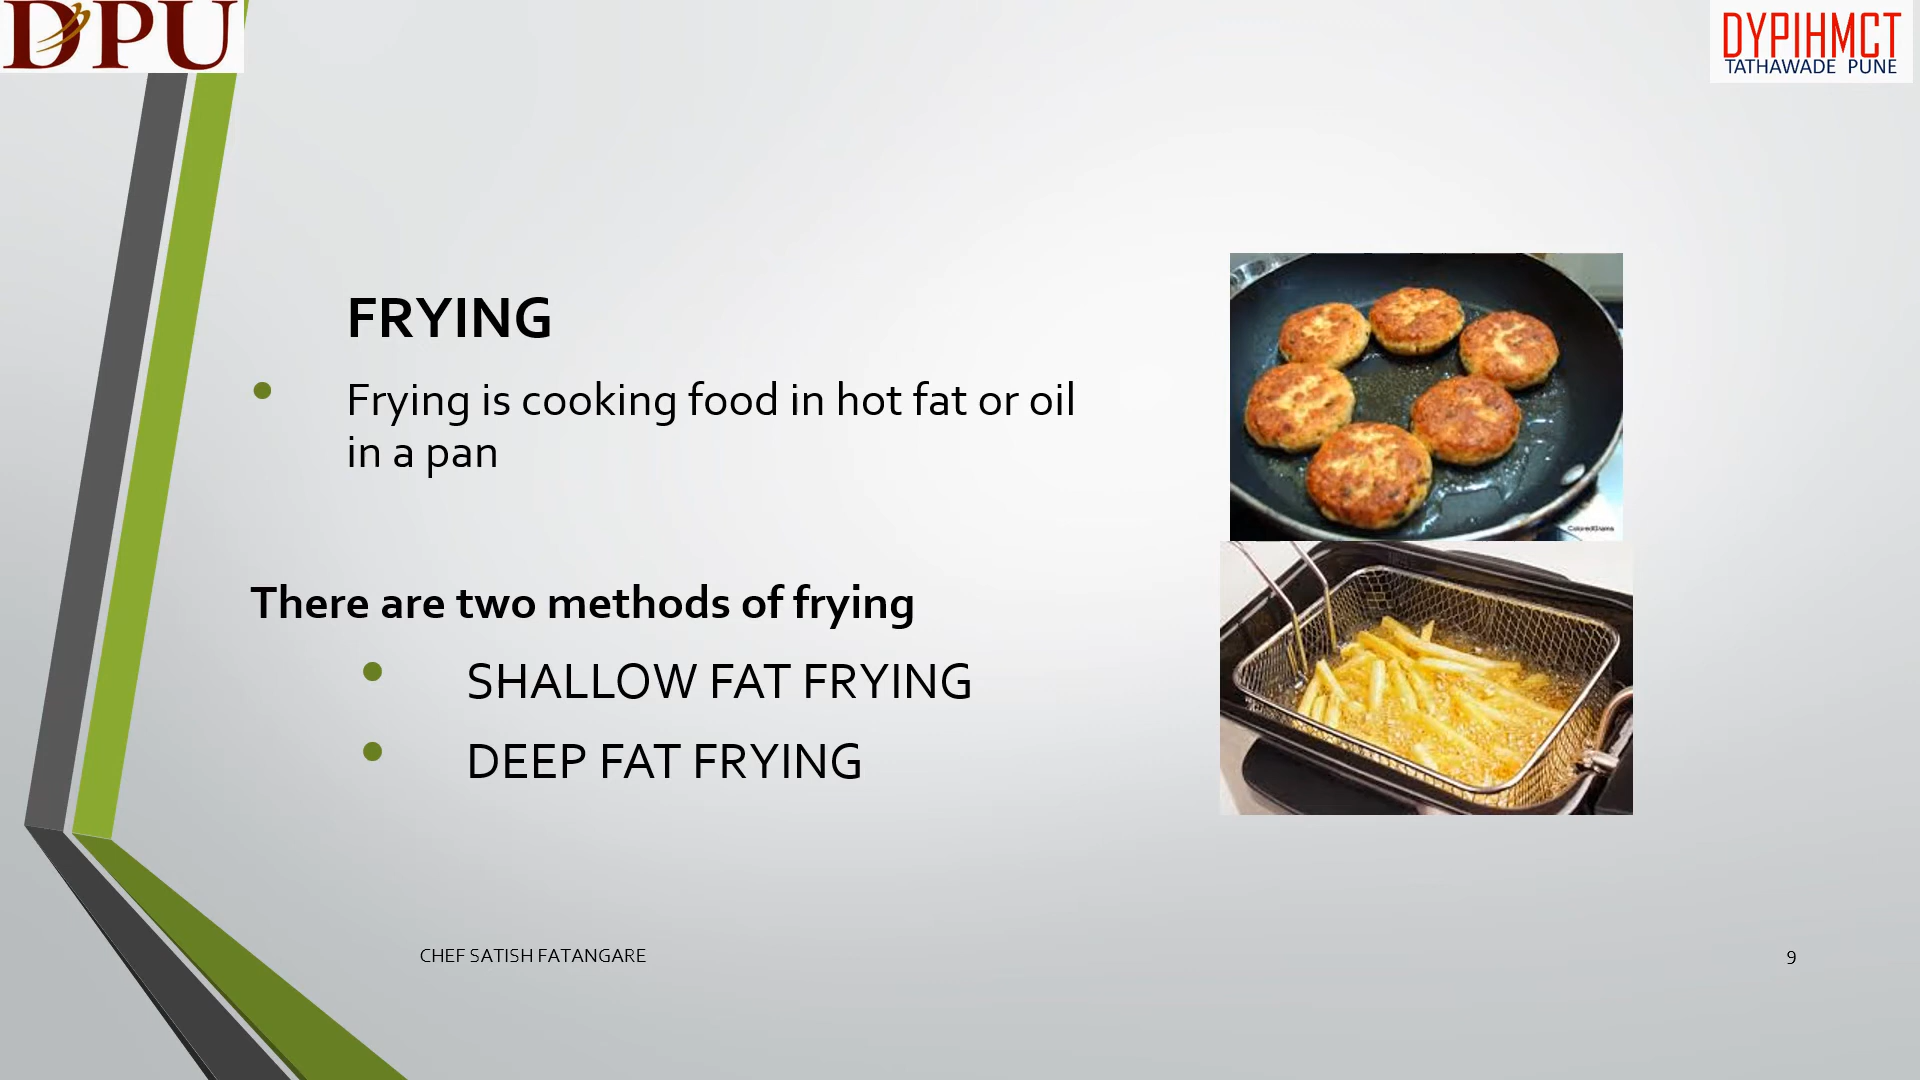 DPU
DYPIHMCT
TATHAWADE PUNE
FRYING
Frying is cooking food in hot fat or oil
in a pan
There are two methods of frying
SHALLOW FAT FRYING
DEEP FAT FRYING
ColoredGrams
CHEF SATISH FATANGARE
9